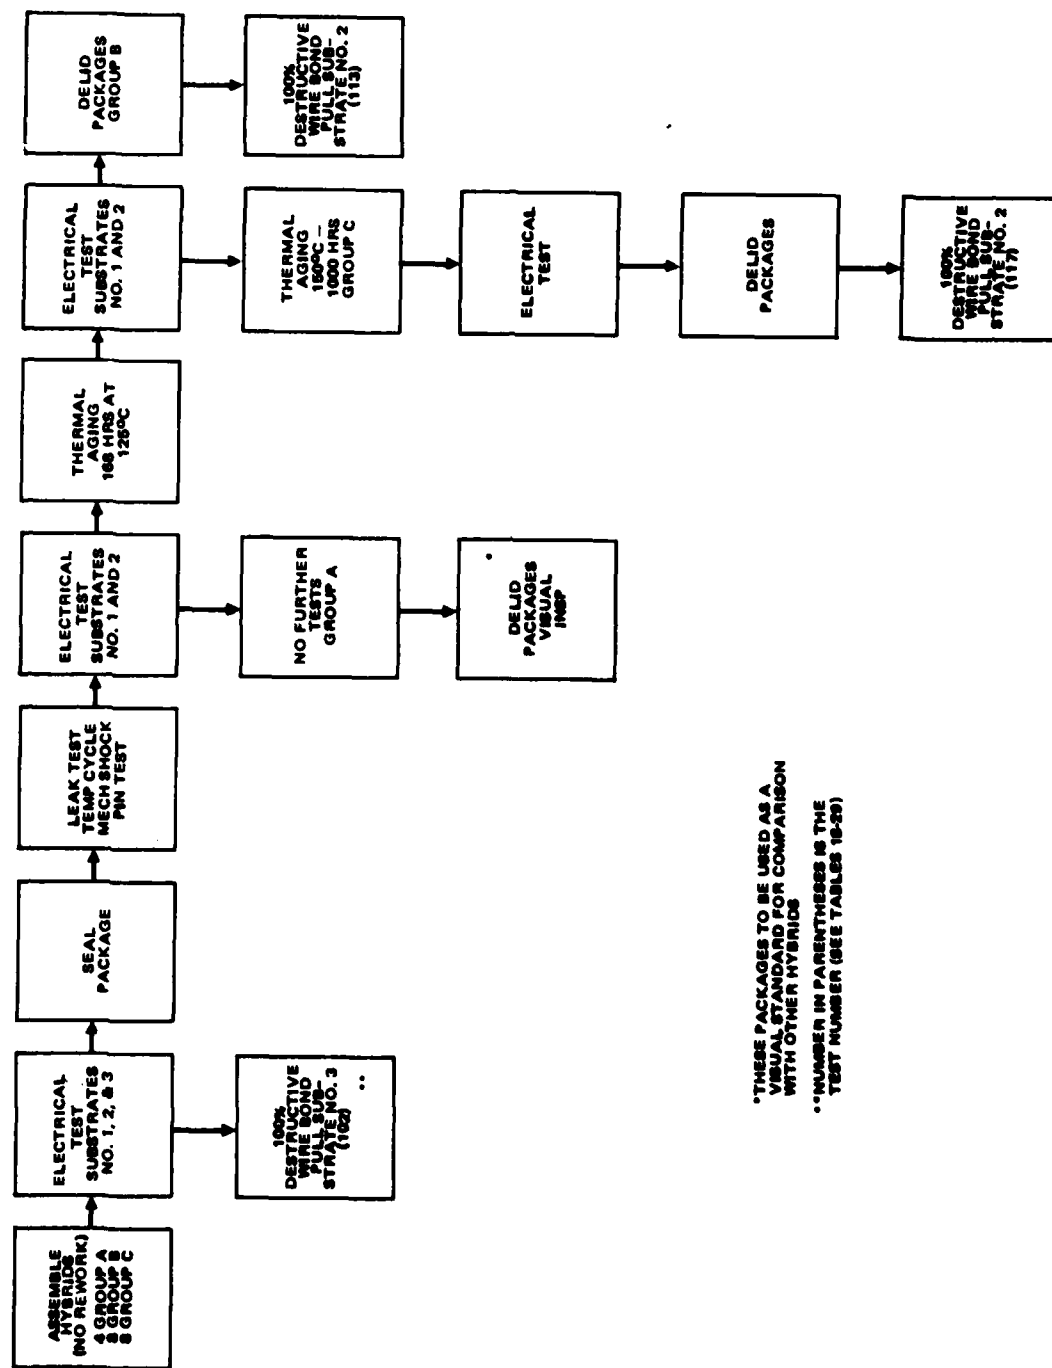 ASSEMBLE
HYBRIDS
(NO REWORK)
4 GROUP A
8 GROUP B
8 GROUP C
ELECTRICAL
TEST
SUBSTRATES
NO. 1, 2, & 3
100%
DESTRUCTIVE
WIRE BOND
PULL SUB-
STRATE NO. 3
(102) **
SEAL
PACKAGE
LEAK TEST
TEMP CYCLE
MECH SHOCK
PIN TEST
ELECTRICAL
TEST
SUBSTRATES
NO. 1 AND 2
NO FURTHER
TESTS
GROUP A
*
DELID
PACKAGES
VISUAL
INSP
THERMAL
AGING
168 HRS AT
125°C
ELECTRICAL
TEST
SUBSTRATES
NO. 1 AND 2
THERMAL
AGING
150°C –
1000 HRS
GROUP C
ELECTRICAL
TEST
DELID
PACKAGES
100%
DESTRUCTIVE
WIRE BOND
PULL SUB-
STRATE NO. 2
(117)
DELID
PACKAGES
GROUP B
100%
DESTRUCTIVE
WIRE BOND
PULL SUB-
STRATE NO. 2
(113)
*THESE PACKAGES TO BE USED AS A
VISUAL STANDARD FOR COMPARISON
WITH OTHER HYBRIDS
**NUMBER IN PARENTHESES IS THE
TEST NUMBER (SEE TABLES